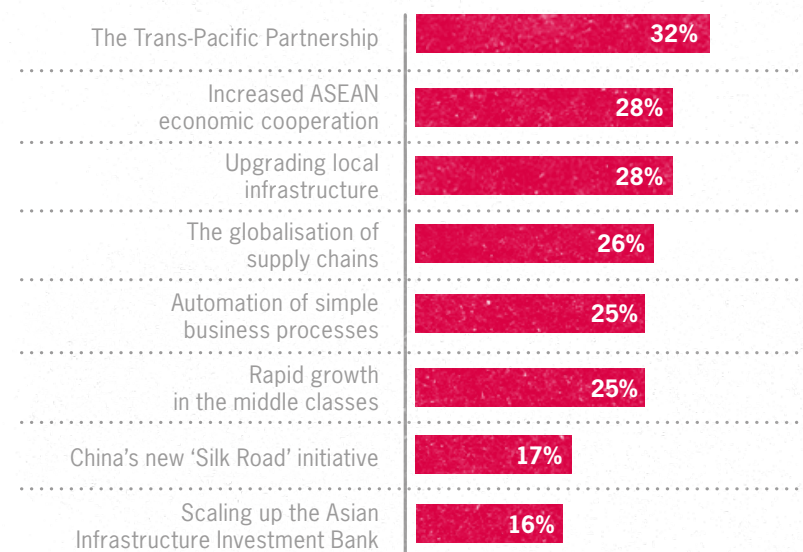 The Trans-Pacific Partnership
32%
Increased ASEAN
economic cooperation
28%
Upgrading local
infrastructure
28%
The globalisation of
supply chains
26%
Automation of simple
business processes
25%
Rapid growth
in the middle classes
25%
China’s new ‘Silk Road’ initiative
17%
Scaling up the Asian
Infrastructure Investment Bank
16%